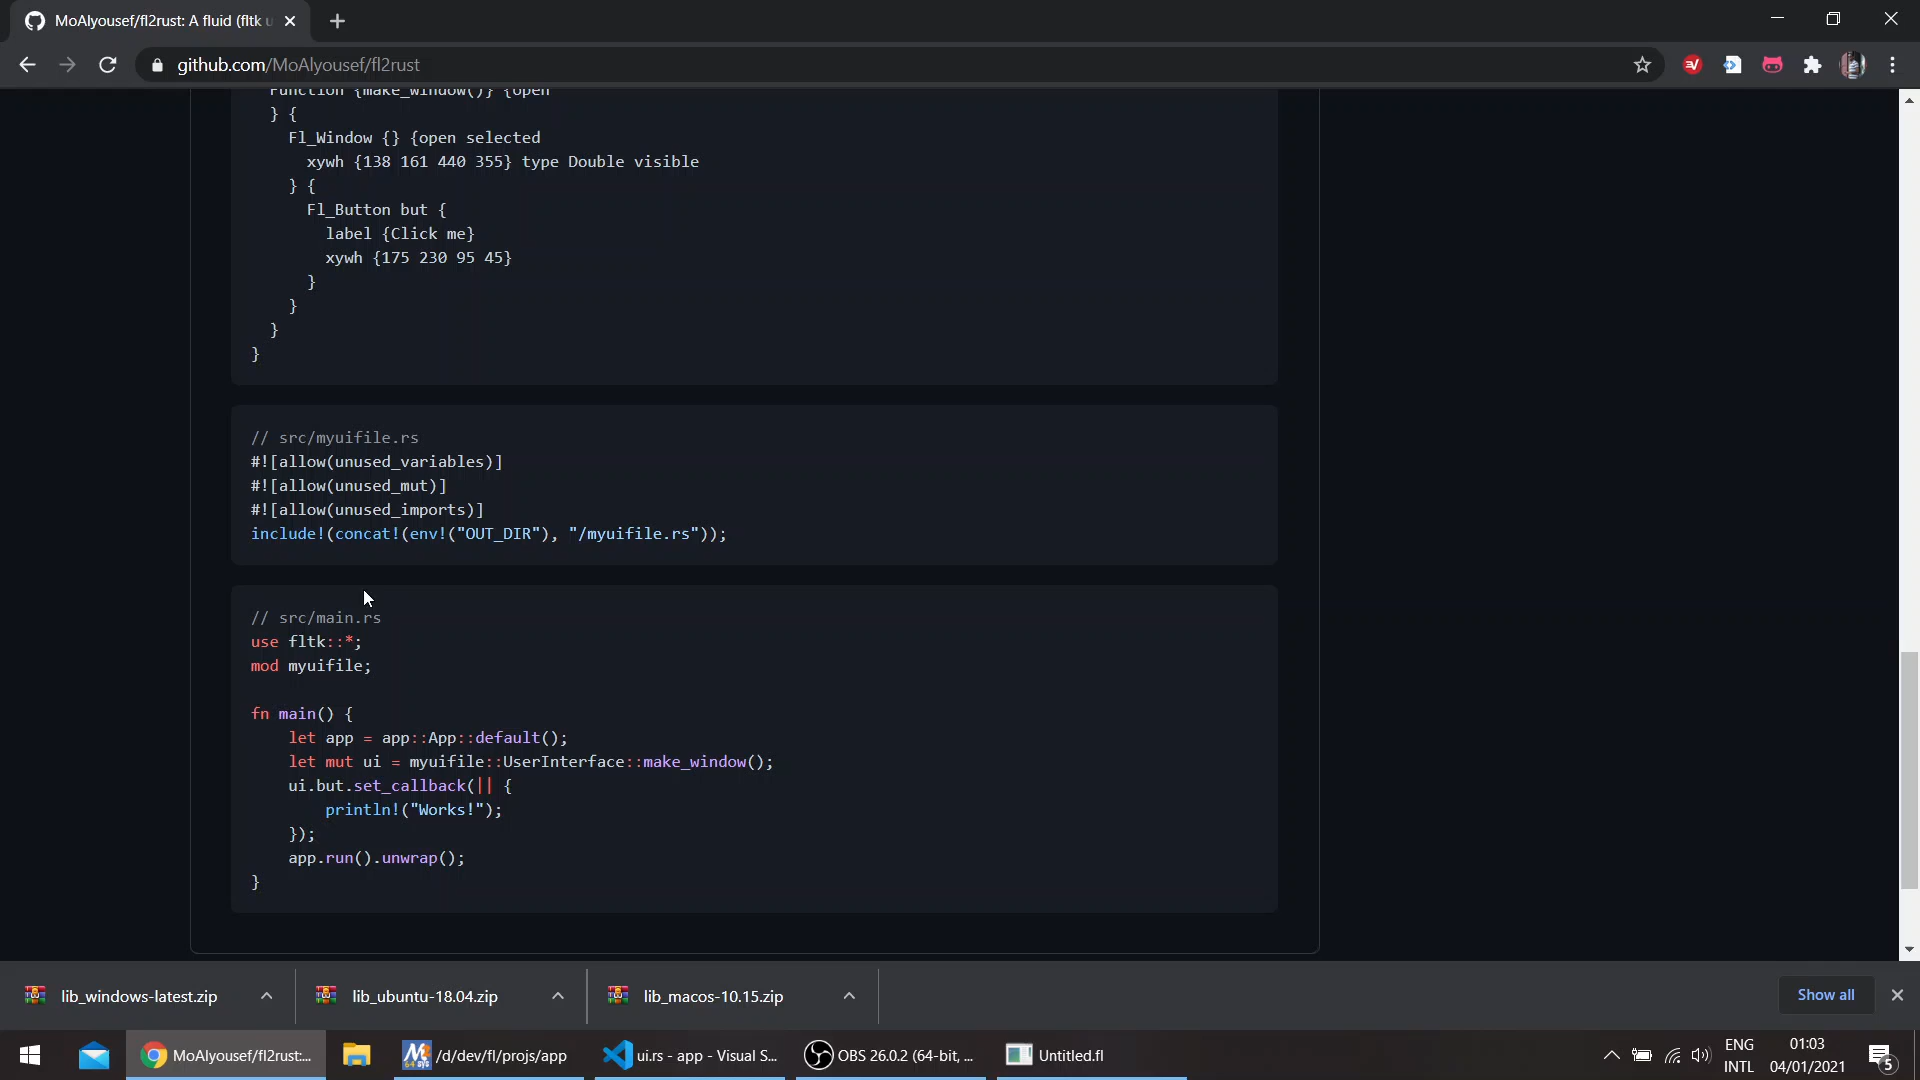 MoAlyousef/fl2rust: A fluid (fltk u
github.com/MoAlyousef/fl2rust
Function {make_window()} {open
} {
Fl_Window {} {open selected
xywh {138 161 440 355} type Double visible
} {
Fl_Button but {
label {Click me}
xywh {175 230 95 45}
}
}
}
}
// src/myuifile.rs
#![allow(unused_variables)]
#![allow(unused_mut)]
#![allow(unused_imports)]
include!(concat!(env!("OUT_DIR"), "/myuifile.rs"));
// src/main.rs
use fltk::*;
mod myuifile;
fn main() {
let app = app::App::default();
let mut ui = myuifile::UserInterface::make_window();
ui.but.set_callback(|| {
println!("Works!");
});
app.run().unwrap();
}
lib_windows-latest.zip
lib_ubuntu-18.04.zip
lib_macos-10.15.zip
Show all
MoAlyousef/fl2rust:...
/d/dev/fl/projs/app
ui.rs - app - Visual S...
OBS 26.0.2 (64-bit, ...
Untitled.fl
ENG
INTL
01:03
04/01/2021
5